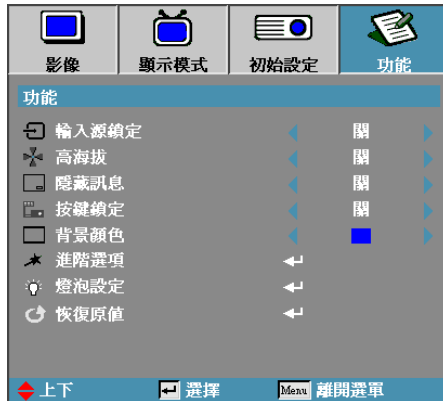 影像 顯示模式 初始設定 功能
功能
輸入源鎖定 關
高海拔 關
隱藏訊息 關
按鍵鎖定 關
背景顏色
進階選項
燈泡設定
恢復原值
上下 選擇 Menu 離開選單